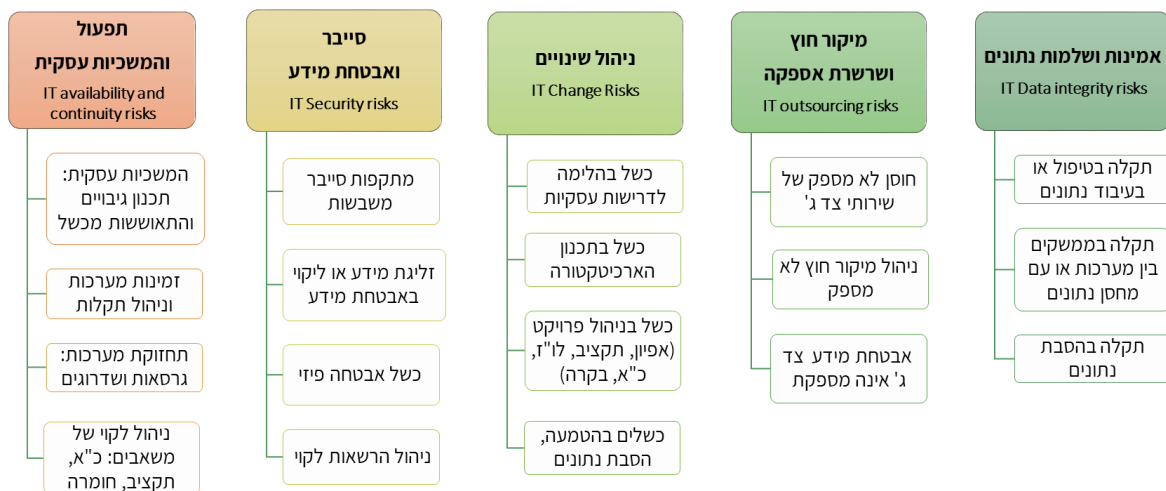 אמינות ושלמות נתונים
IT Data integrity risks
תקלה בטיפול או
בעיבוד נתונים
תקלה בממשקים
בין מערכות או עם
מחסן נתונים
תקלה בהסבת
נתונים
מיקור חוץ
ושרשרת אספקה
IT outsourcing risks
חוסן לא מספק של
שירותי צד ג'
ניהול מיקור חוץ לא
מספק
אבטחת מידע צד
ג' אינה מספקת
ניהול שינויים
IT Change Risks
כשל בהלימה
לדרישות עסקיות
כשל בתכנון
הארכיטקטורה
כשל בניהול פרויקט
(אפיון, תקציב, לו"ז,
כ"א, בקרה)
כשלים בהטמעה,
הסבת נתונים
סייבר
ואבטחת מידע
IT Security risks
מתקפות סייבר
משבשות
זליגת מידע או ליקוי
באבטחת מידע
כשל אבטחה פיזי
ניהול הרשאות לקוי
תפעול
והמשכיות עסקית
IT availability and
continuity risks
המשכיות עסקית:
תכנון גיבויים
והתאוששות מכשל
זמינות מערכות
וניהול תקלות
תחזוקת מערכות:
גרסאות ושדרוגים
ניהול לקוי של
משאבים: כ"א,
תקציב, חומרה